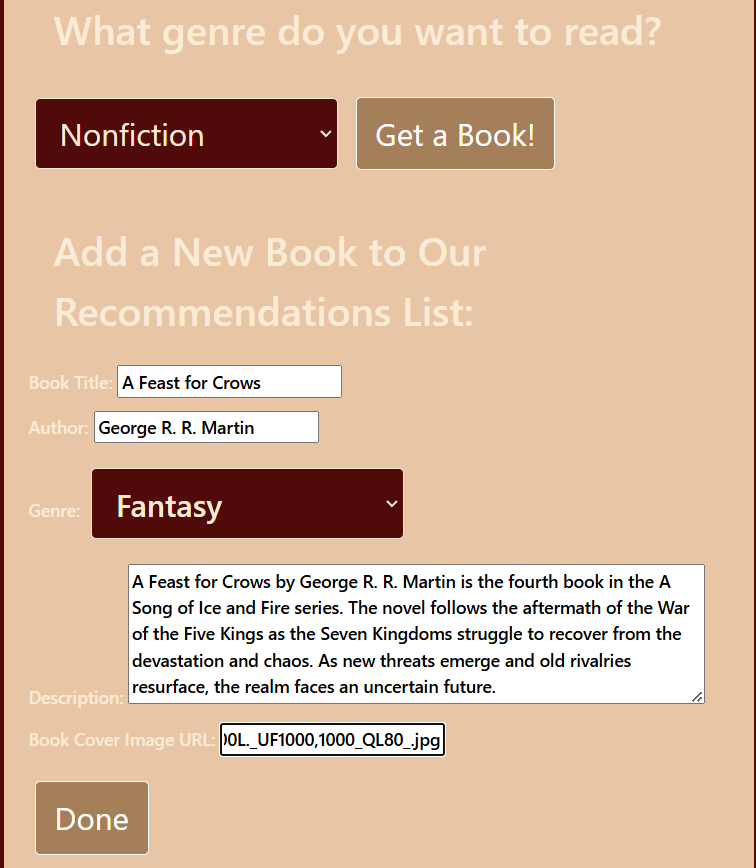 What genre do you want to read?
Nonfiction Get a Book!
Add a New Book to Our
Recommendations List:
Book Title: A Feast for Crows
Author: George R. R. Martin
Genre: Fantasy
A Feast for Crows by George R. R. Martin is the fourth book in the A
Song of Ice and Fire series. The novel follows the aftermath of the War
of the Five Kings as the Seven Kingdoms struggle to recover from the
devastation and chaos. As new threats emerge and old rivalries
resurface, the realm faces an uncertain future.
Description:
Book Cover Image URL: 00L._UF1000,1000_QL80_.jpg
Done